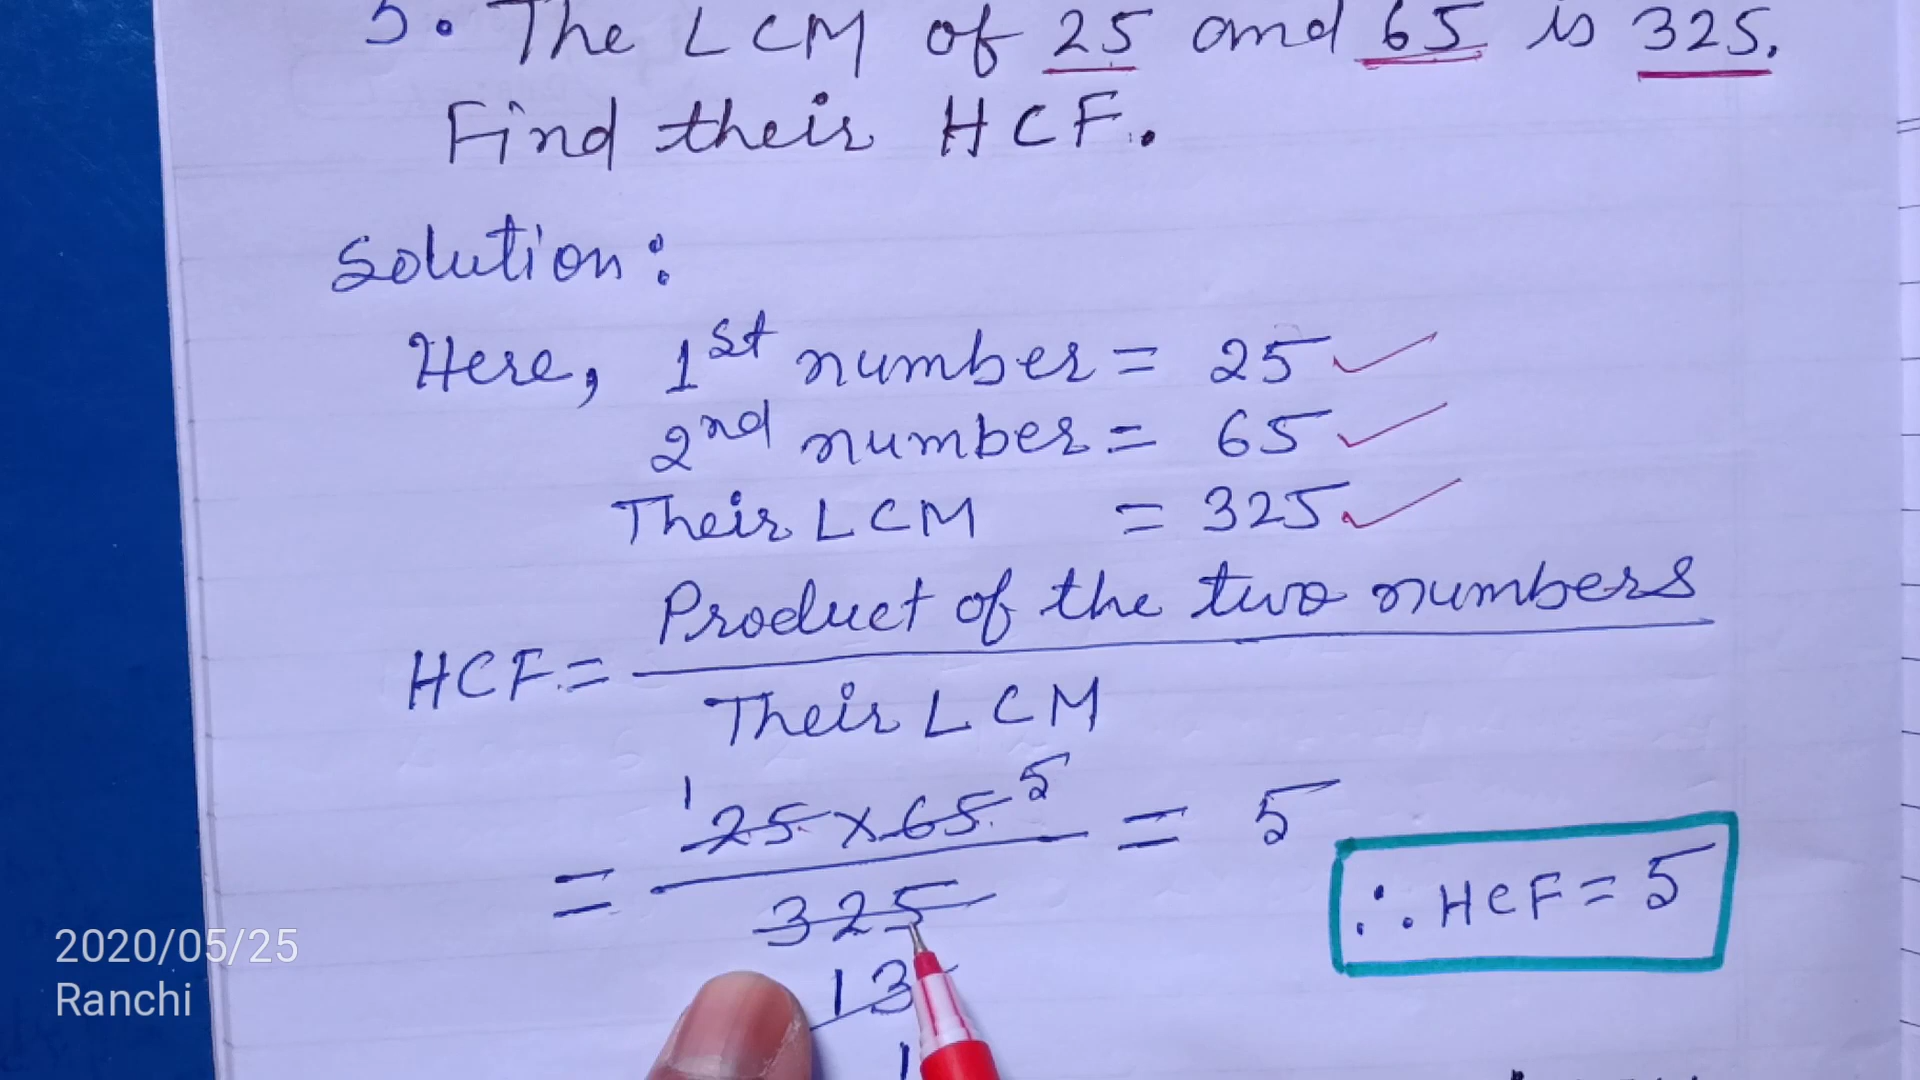 5. The LCM of 25 and 65 is 325.
Find their HCF.
Solution:
Here, 1st number = 25
2nd number = 65
Their LCM = 325
HCF = Product of the two numbers
Their LCM
1 5
= 25 x 65 = 5
325
13
1
∴ HCF = 5
2020/05/25
Ranchi